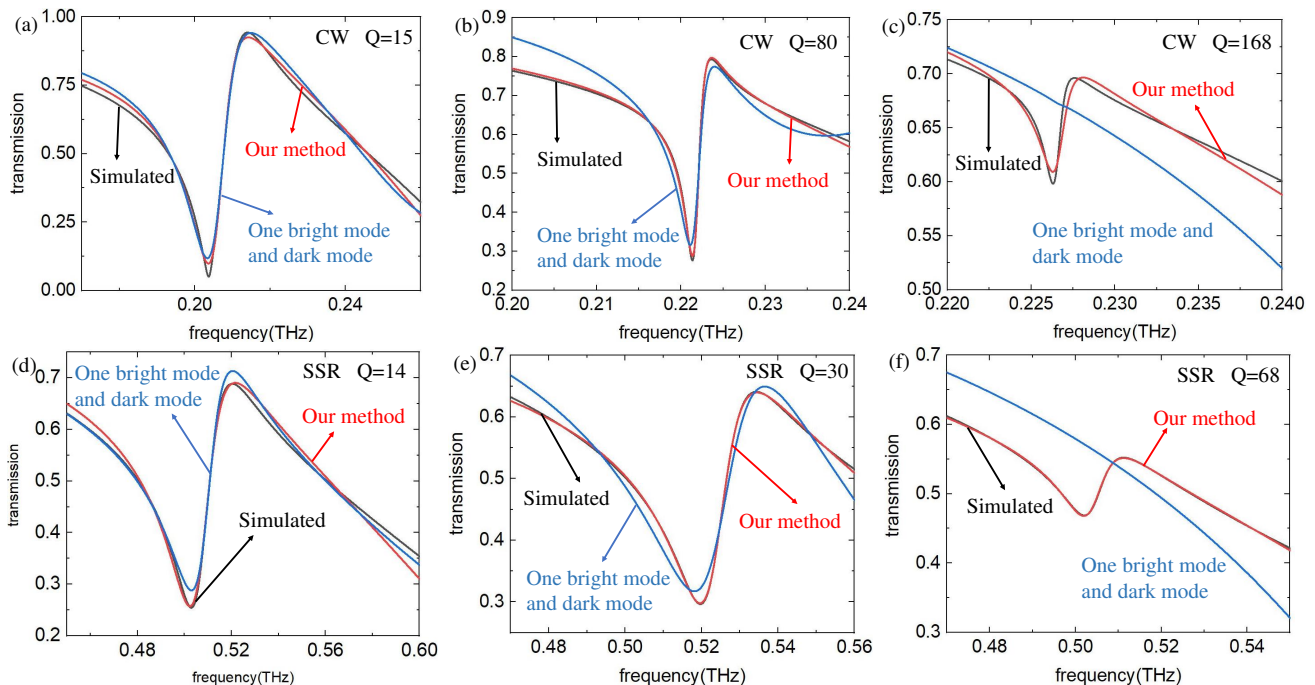 (a)
CW Q=15
1.00
0.75
0.50
0.25
0.00
transmission
Simulated
Our method
One bright mode
and dark mode
0.20
0.24
frequency(THz)
(b)
CW Q=80
0.9
0.8
0.7
0.6
0.5
0.4
0.3
0.2
transmission
Simulated
Our method
One bright mode
and dark mode
0.20
0.21
0.22
0.23
0.24
frequency(THz)
(c)
CW Q=168
0.75
0.70
0.65
0.60
0.55
0.50
transmission
Simulated
Our method
One bright mode and
dark mode
0.220
0.225
0.230
0.235
0.240
frequency(THz)
(d)
SSR Q=14
0.7
0.6
0.5
0.4
0.3
0.2
transmission
One bright mode
and dark mode
Our method
Simulated
0.48
0.52
0.56
0.60
frequency(THz)
(e)
SSR Q=30
0.7
0.6
0.5
0.4
0.3
transmission
Simulated
Our method
One bright mode
and dark mode
0.48
0.50
0.52
0.54
0.56
frequency(THz)
(f)
SSR Q=68
0.7
0.6
0.5
0.4
0.3
transmission
Our method
Simulated
One bright mode
and dark mode
0.48
0.50
0.52
0.54
frequency(THz)